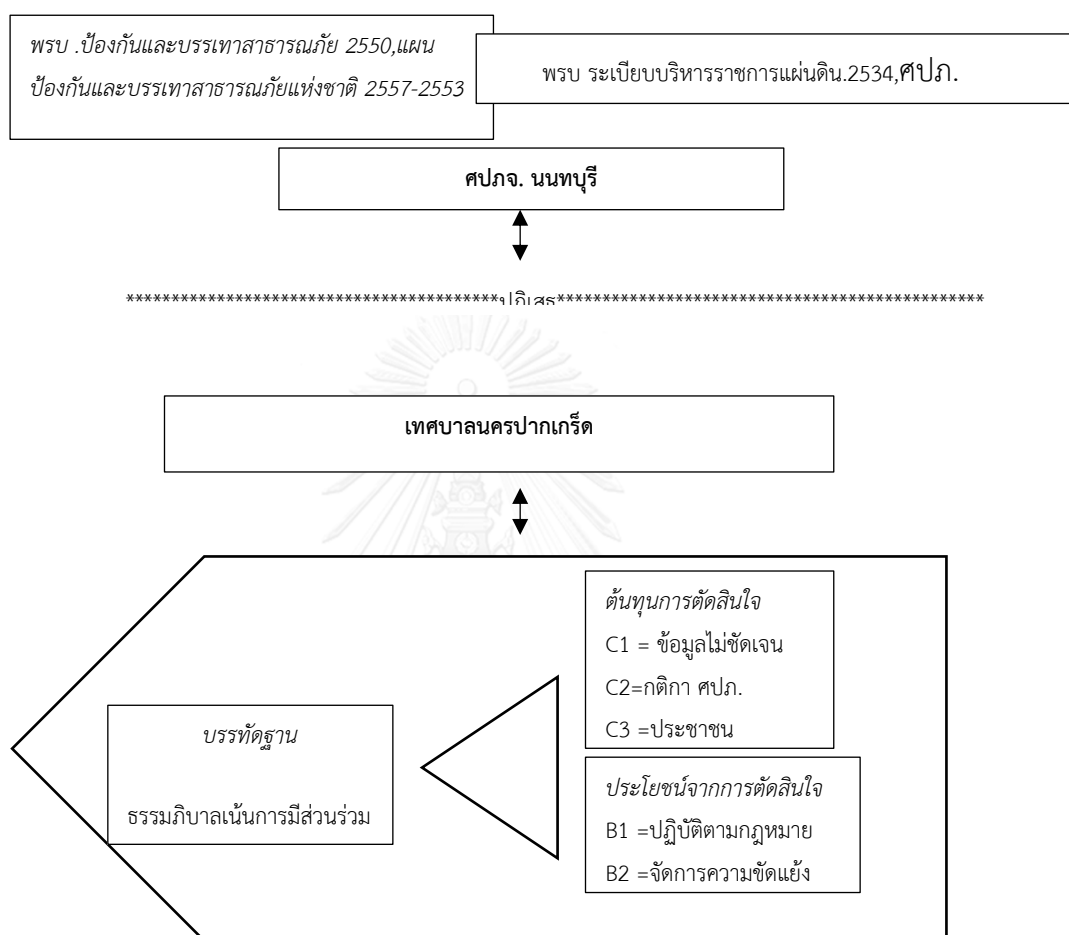 พรบ .ป้องกันและบรรเทาสาธารณภัย 2550,แผน
ป้องกันและบรรเทาสาธารณภัยแห่งชาติ 2557-2553
พรบ ระเบียบบริหารราชการแผ่นดิน.2534,ศปภ.
ศปภจ. นนทบุรี
*****************************************ปฏิเสธ***********************************************
เทศบาลนครปากเกร็ด
ต้นทุนการตัดสินใจ
C1 = ข้อมูลไม่ชัดเจน
C2=กติกา ศปภ.
C3 =ประชาชน
บรรทัดฐาน
ธรรมภิบาลเน้นการมีส่วนร่วม
ประโยชน์จากการตัดสินใจ
B1 =ปฏิบัติตามกฎหมาย
B2 =จัดการความขัดแย้ง